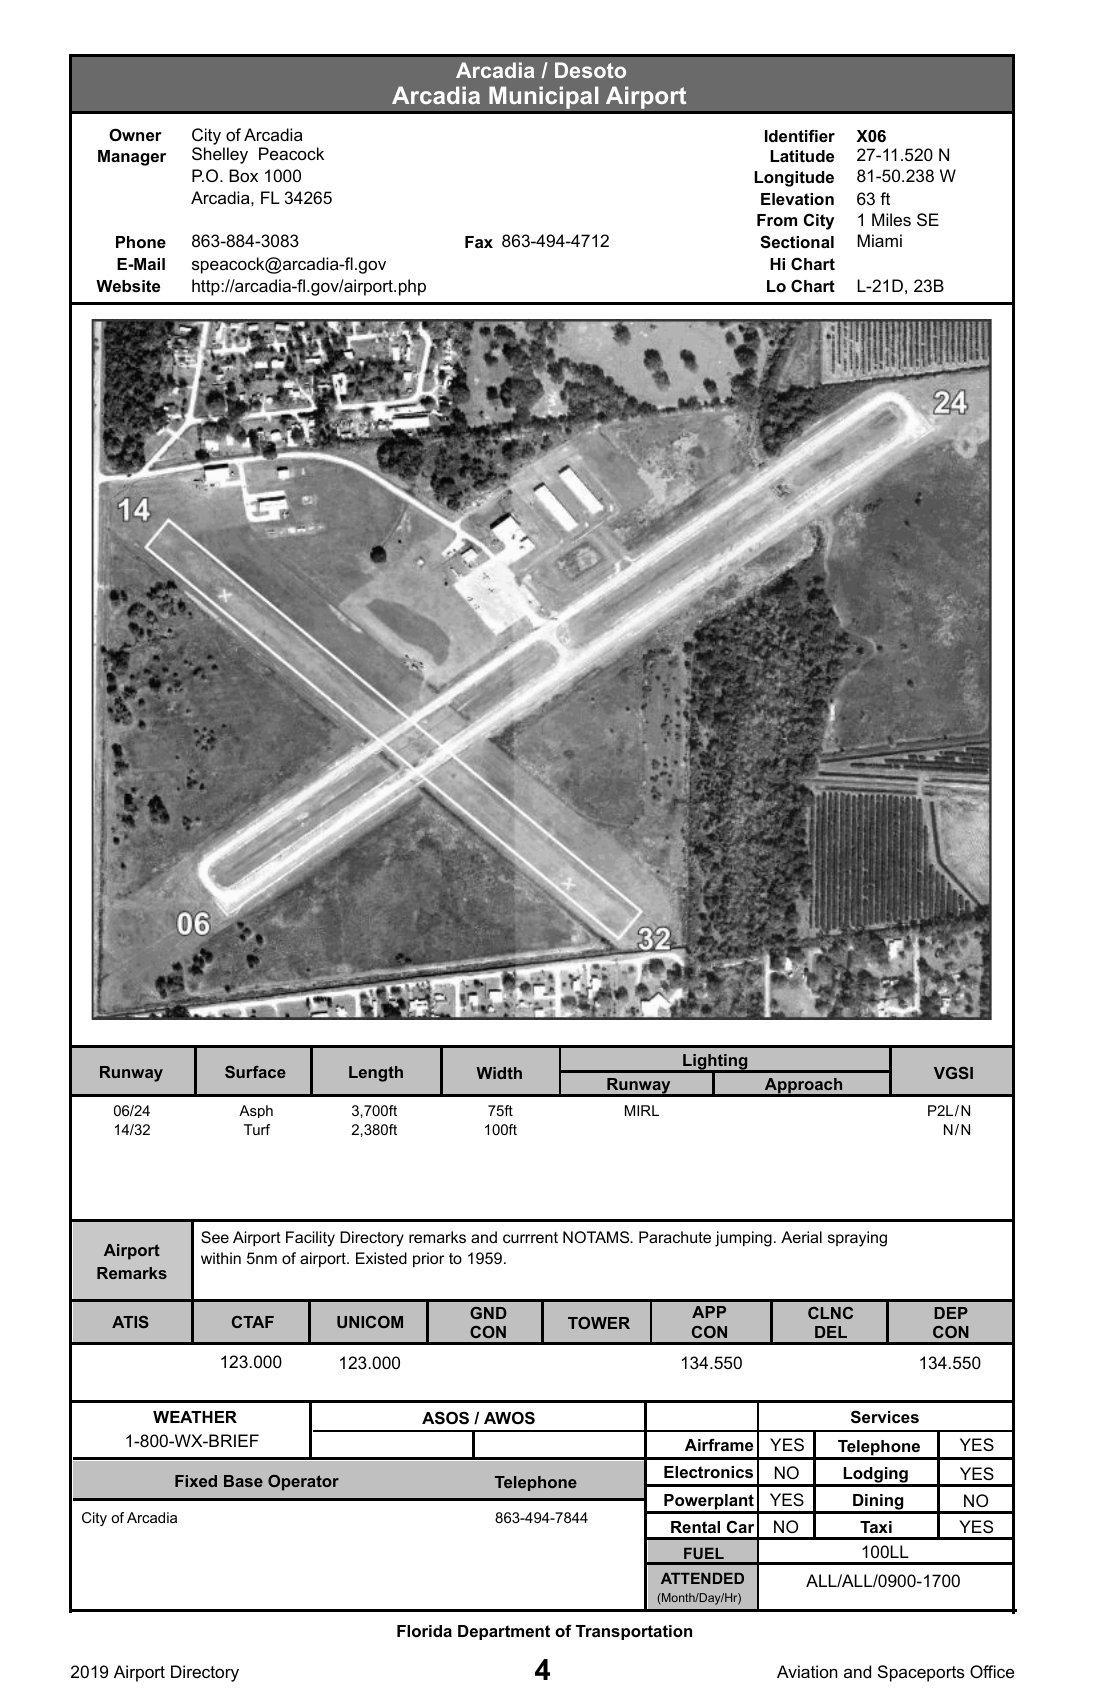 Arcadia / Desoto
Arcadia Municipal Airport
Owner City of Arcadia
Manager Shelley Peacock
P.O. Box 1000
Arcadia, FL 34265
Phone 863-884-3083 Fax 863-494-4712
E-Mail speacock@arcadia-fl.gov
Website http://arcadia-fl.gov/airport.php
Identifier X06
Latitude 27-11.520 N
Longitude 81-50.238 W
Elevation 63 ft
From City 1 Miles SE
Sectional Miami
Hi Chart
Lo Chart L-21D, 23B
24
14
06
32
Runway Surface Length Width Lighting VGSI
Runway Approach
06/24 Asph 3,700ft 75ft MIRL P2L/N
14/32 Turf 2,380ft 100ft N/N
Airport Remarks
See Airport Facility Directory remarks and currrent NOTAMS. Parachute jumping. Aerial spraying
within 5nm of airport. Existed prior to 1959.
ATIS CTAF UNICOM GND CON TOWER APP CON CLNC DEL DEP CON
123.000 123.000 134.550 134.550
WEATHER
1-800-WX-BRIEF
ASOS / AWOS
Fixed Base Operator Telephone
City of Arcadia 863-494-7844
Services
Airframe YES Telephone YES
Electronics NO Lodging YES
Powerplant YES Dining NO
Rental Car NO Taxi YES
FUEL 100LL
ATTENDED ALL/ALL/0900-1700
(Month/Day/Hr)
Florida Department of Transportation
2019 Airport Directory 4 Aviation and Spaceports Office